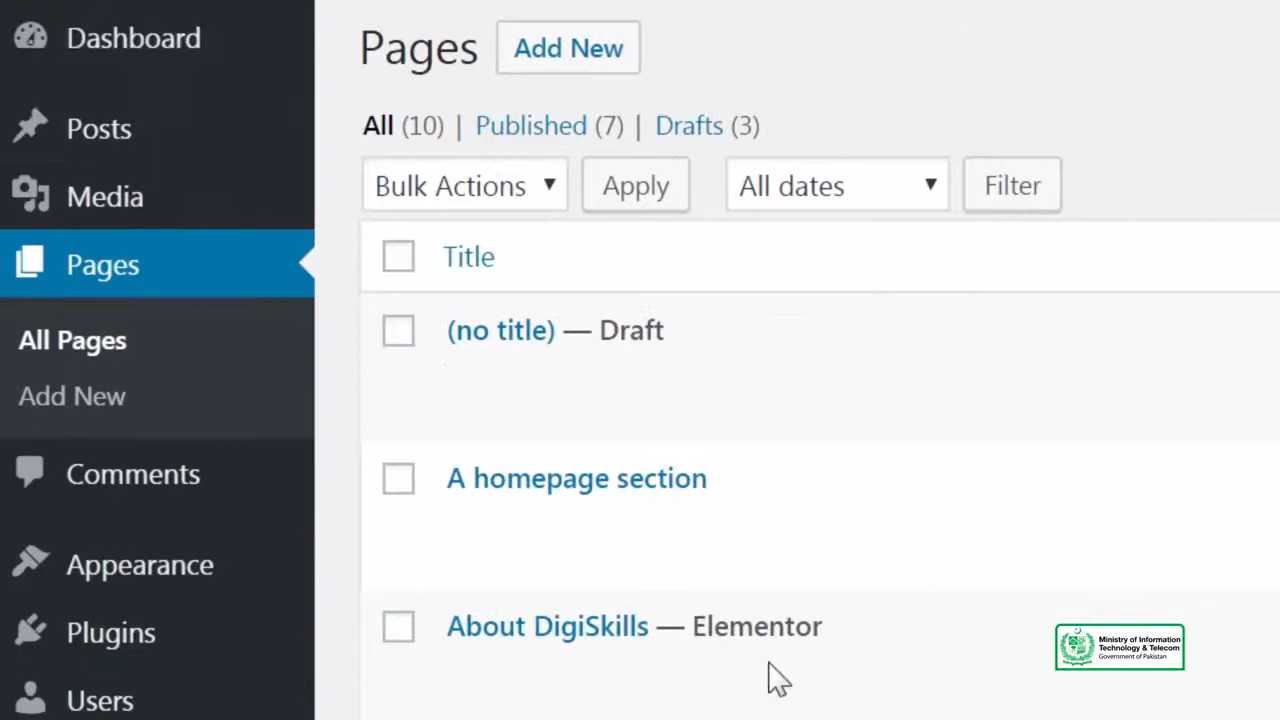 Dashboard
Posts
Media
Pages
All Pages
Add New
Comments
Appearance
Plugins
Users
Pages Add New
All (10) | Published (7) | Drafts (3)
Bulk Actions Apply All dates Filter
Title
(no title) — Draft
A homepage section
About DigiSkills — Elementor
Ministry of Information
Technology & Telecom
Government of Pakistan